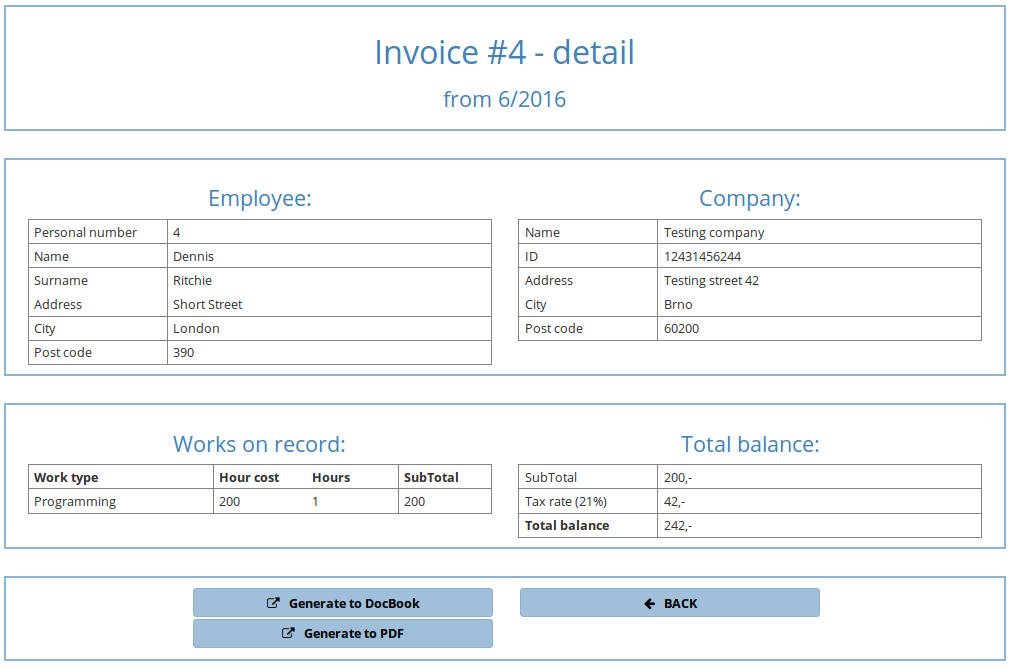 Invoice #4 - detail
from 6/2016
Employee:
Personal number 4
Name Dennis
Surname Ritchie
Address Short Street
City London
Post code 390
Company:
Name Testing company
ID 12431456244
Address Testing street 42
City Brno
Post code 60200
Works on record:
Work type Hour cost Hours SubTotal
Programming 200 1 200
Total balance:
SubTotal 200,-
Tax rate (21%) 42,-
Total balance 242,-
Generate to DocBook
Generate to PDF
BACK